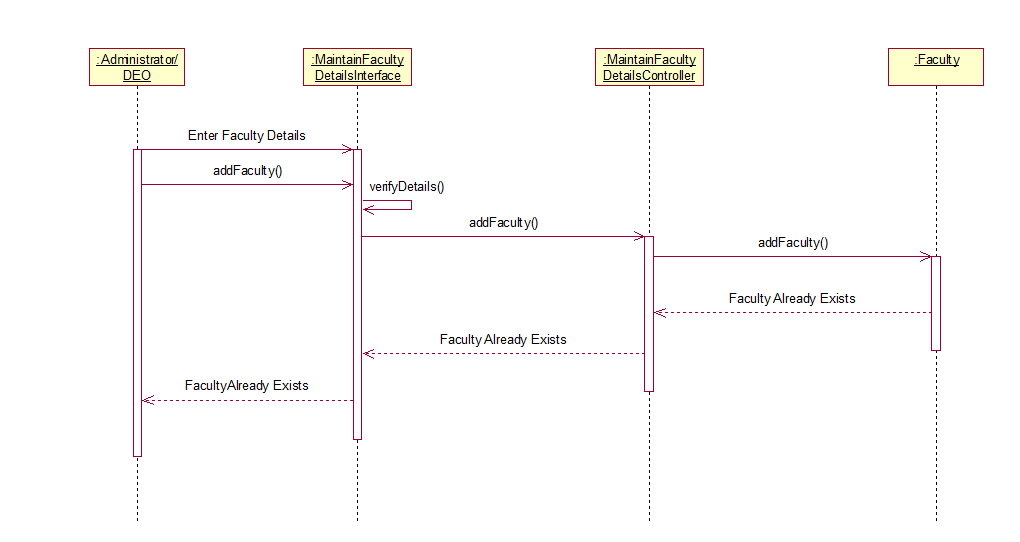 :Administrator/
DEO
:MaintainFaculty
DetailsInterface
:MaintainFaculty
DetailsController
:Faculty
Enter Faculty Details
addFaculty()
verifyDetails()
addFaculty()
addFaculty()
Faculty Already Exists
Faculty Already Exists
FacultyAlready Exists